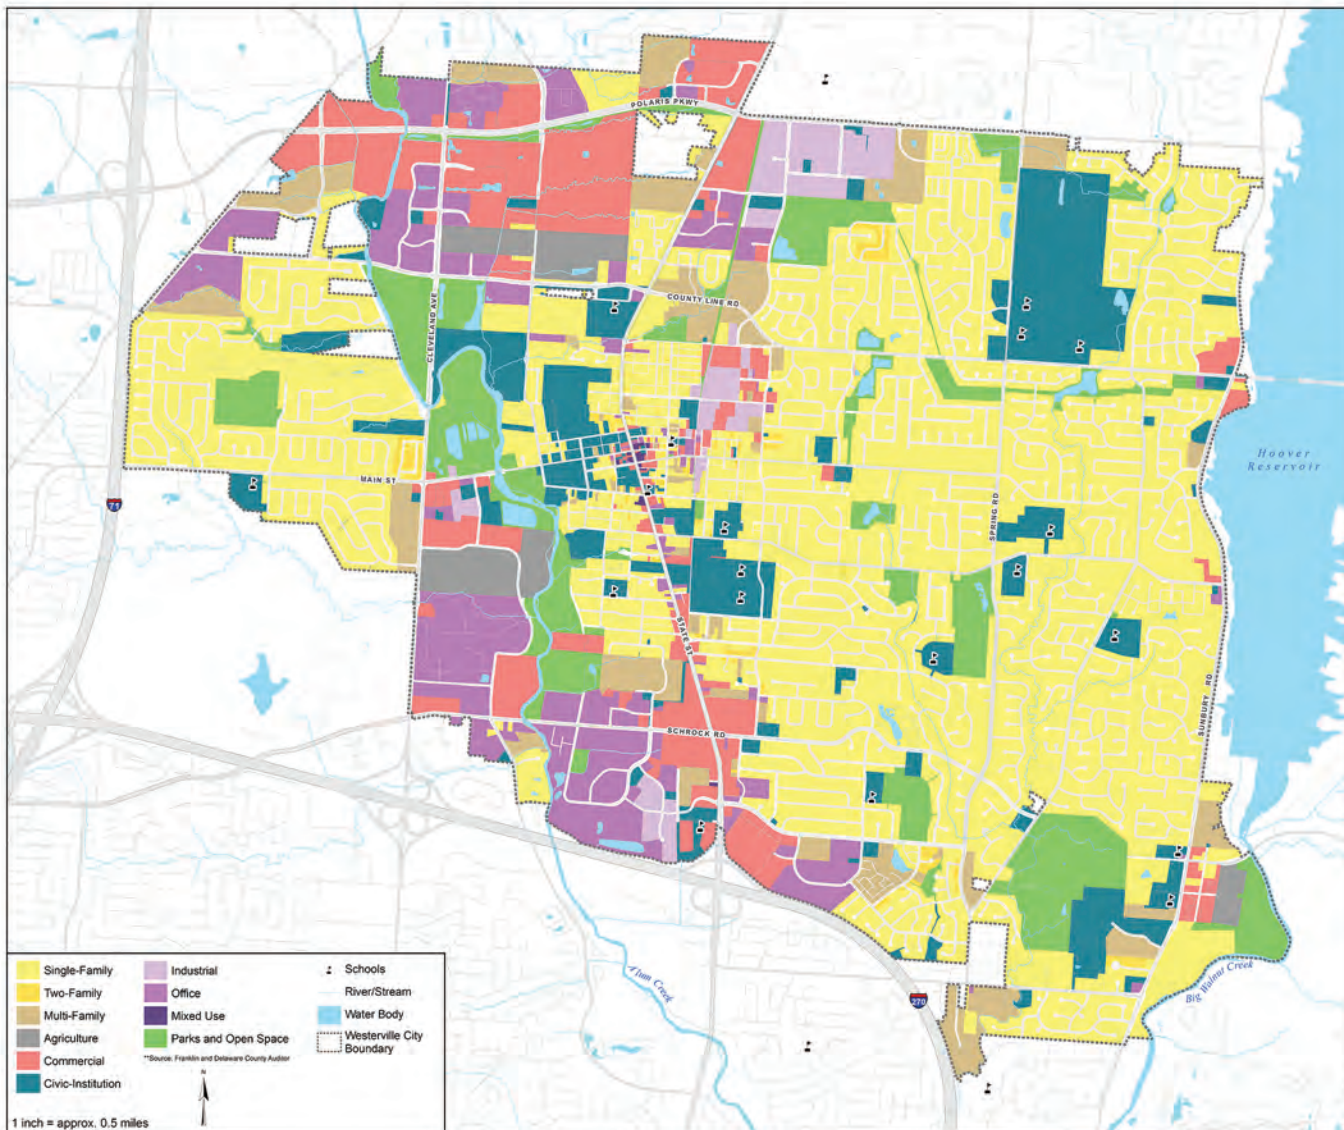 POLARIS PKWY
COUNTY LINE RD
CLEVELAND AVE
Hoover
Reservoir
MAIN ST
71
SPRING RD
STATE ST
SUNBURY RD
SCHROCK RD
270
Plum Creek
Big Walnut Creek
Single-Family
Two-Family
Multi-Family
Agriculture
Commercial
Civic-Institution
Industrial
Office
Mixed Use
Parks and Open Space
**Source: Franklin and Delaware County Auditor
N
Schools
River/Stream
Water Body
Westerville City
Boundary
1 inch = approx. 0.5 miles